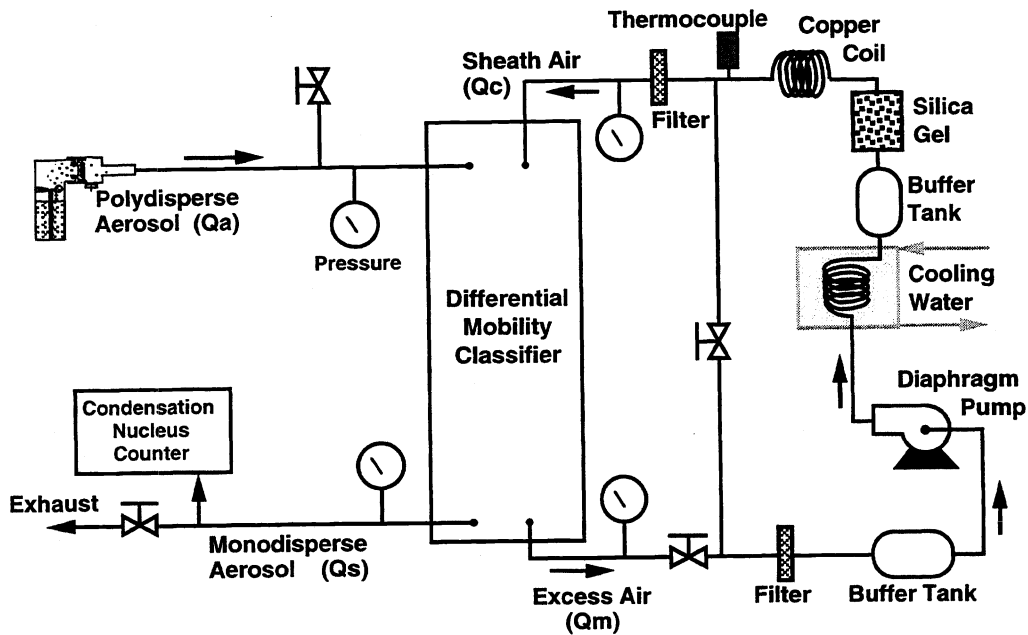 Thermocouple
Copper
Coil
Sheath Air
(Qc)
Filter
Silica
Gel
Polydisperse
Aerosol (Qa)
Buffer
Tank
Pressure
Cooling
Water
Differential
Mobility
Classifier
Diaphragm
Pump
Condensation
Nucleus
Counter
Exhaust
Monodisperse
Aerosol (Qs)
Excess Air
(Qm)
Filter
Buffer Tank